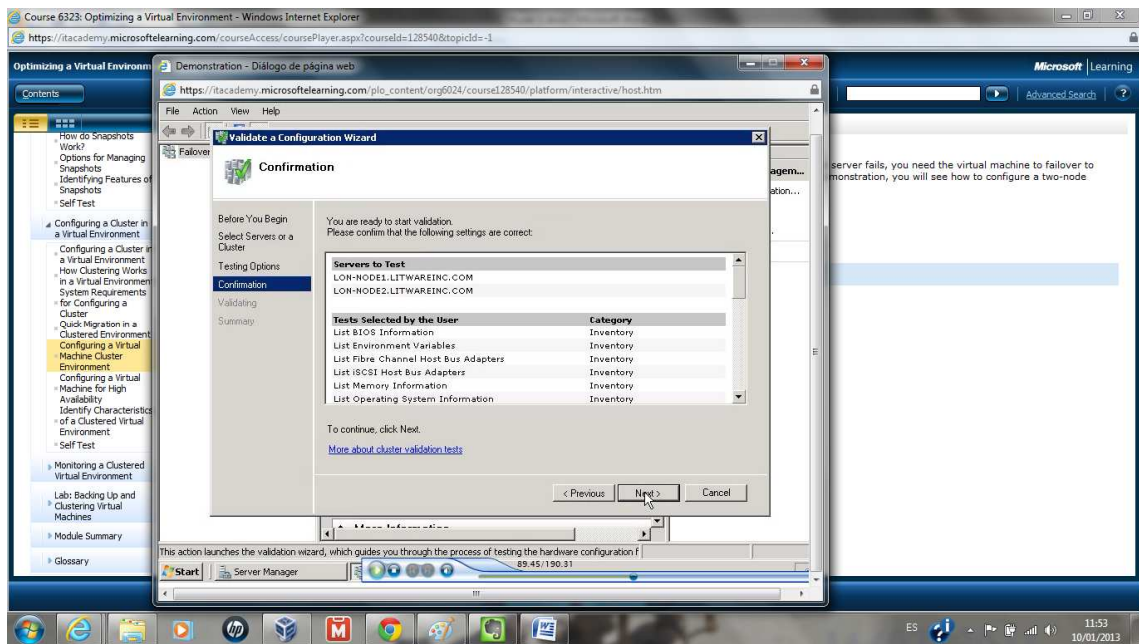 Course 6323: Optimizing a Virtual Environment - Windows Internet Explorer
https://itacademy.microsoftelearning.com/courseAccess/coursePlayer.aspx?courseId=128540&topicId=-1
Optimizing a Virtual Environm
Microsoft | Learning
Contents
Advanced Search
?
How do Snapshots
Work?
Options for Managing
Snapshots
Identifying Features of
Snapshots
Self Test
Configuring a Cluster in
a Virtual Environment
Configuring a Cluster in
a Virtual Environment
How Clustering Works
in a Virtual Environment
System Requirements
for Configuring a
Cluster
Quick Migration in a
Clustered Environment
Configuring a Virtual
Machine Cluster
Environment
Configuring a Virtual
Machine for High
Availability
Identify Characteristics
of a Clustered Virtual
Environment
Self Test
Monitoring a Clustered
Virtual Environment
Lab: Backing Up and
Clustering Virtual
Machines
Module Summary
Glossary
Demonstration - Diálogo de página web
https://itacademy.microsoftelearning.com/plo_content/org6024/course128540/platform/interactive/host.htm
File Action View Help
Failover
agem...
ation...
Validate a Configuration Wizard
Confirmation
Before You Begin
Select Servers or a
Cluster
Testing Options
Confirmation
Validating
Summary
You are ready to start validation.
Please confirm that the following settings are correct:
Servers to Test
LON-NODE1.LITWAREINC.COM
LON-NODE2.LITWAREINC.COM
Tests Selected by the User Category
List BIOS Information Inventory
List Environment Variables Inventory
List Fibre Channel Host Bus Adapters Inventory
List iSCSI Host Bus Adapters Inventory
List Memory Information Inventory
List Operating System Information Inventory
To continue, click Next.
More about cluster validation tests
< Previous Next > Cancel
More Information
This action launches the validation wizard, which guides you through the process of testing the hardware configuration f
Start Server Manager
89.45/190.31
server fails, you need the virtual machine to failover to
monstration, you will see how to configure a two-node
ES
11:53
10/01/2013